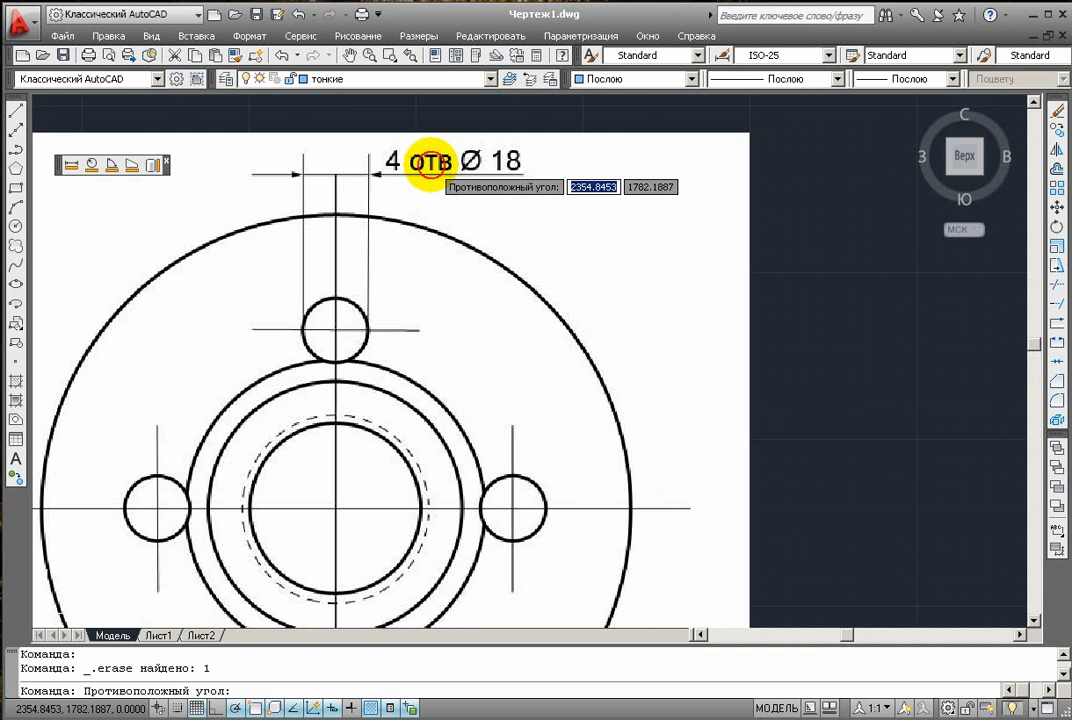 Классический AutoCAD
Чертеж1.dwg
Введите ключевое слово/фразу
Файл Правка Вид Вставка Формат Сервис Рисование Размеры Редактировать Параметризация Окно Справка
Standard ISO-25 Standard Standard
Классический AutoCAD тонкие Послою Послою Послою Поцвету
4 ОТВ Ø 18
Противоположный угол: 2354.8453 1782.1887
С
З Верх В
Ю
МСК
Модель Лист1 Лист2
Команда:
Команда: _.erase найдено: 1
Команда: Противоположный угол:
2354.8453, 1782.1887, 0.0000 МОДЕЛЬ 1:1